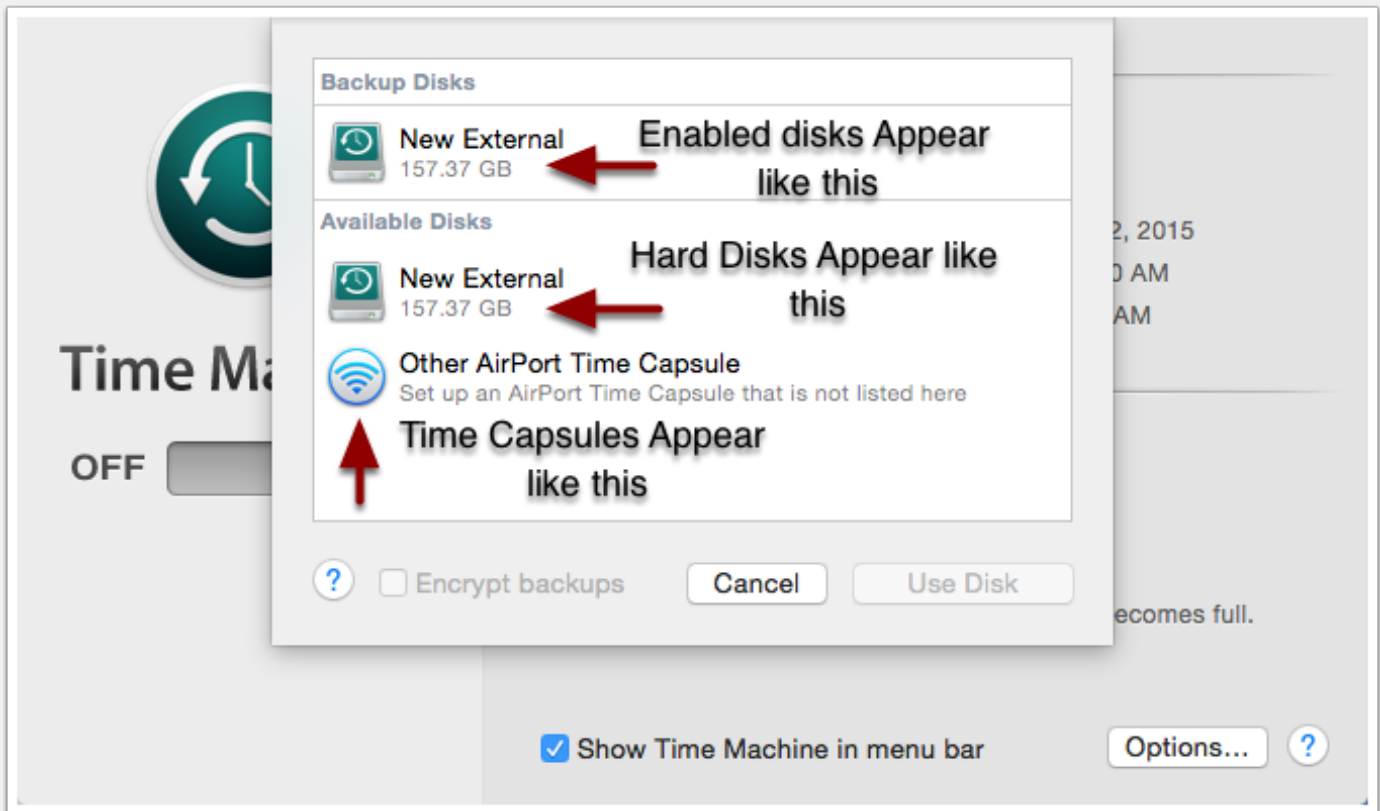 Backup Disks
New External
157.37 GB
Enabled disks Appear
like this
Available Disks
New External
157.37 GB
Hard Disks Appear like
this
Other AirPort Time Capsule
Set up an AirPort Time Capsule that is not listed here
Time Capsules Appear
like this
Encrypt backups
Cancel
Use Disk
?
Time Ma
OFF
2, 2015
0 AM
AM
ecomes full.
Show Time Machine in menu bar
Options...
?